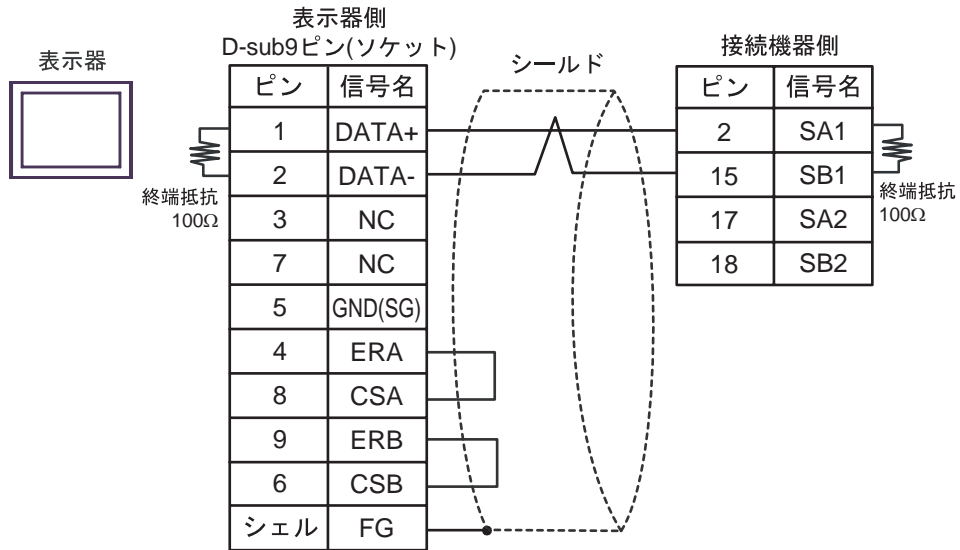 表示器側
D-sub9ピン(ソケット)
表示器
シールド
接続機器側
ピン 信号名
1 DATA+
2 DATA-
3 NC
7 NC
5 GND(SG)
4 ERA
8 CSA
9 ERB
6 CSB
シェル FG
終端抵抗
100Ω
ピン 信号名
2 SA1
15 SB1
17 SA2
18 SB2
終端抵抗
100Ω